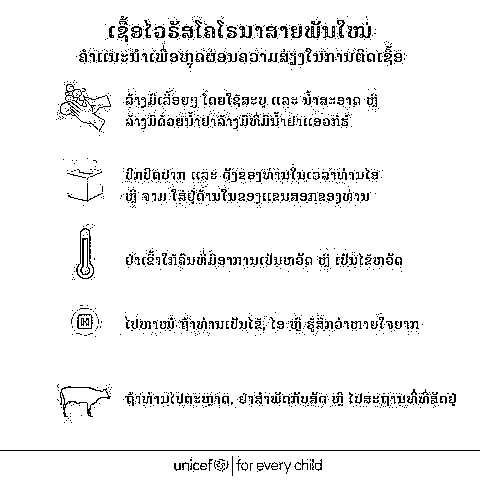 ເຊື້ອໄວຣັສໂຄໂຣນາສາຍພັນໃໝ່
ຄຳແນະນຳເພື່ອຫຼຸດຜ່ອນຄວາມສ່ຽງໃນການຕິດເຊື້ອ
ລ້າງມືເລື້ອຍໆ ໂດຍໃຊ້ສະບູ ແລະ ນ້ຳສະອາດ ຫຼື
ລ້າງມືດ້ວຍນ້ຳຢາລ້າງມືທີ່ມີນ້ຳຢາແອວກໍຮໍ
ປົກປິດປາກ ແລະ ດັງຂອງທ່ານໃນເວລາທ່ານໄອ
ຫຼື ຈາມ ໃສ່ຜ້າ ດ້ານໃນຂອງແຂນສອກຂອງທ່ານ
ຢ່າເຂົ້າໃກ້ຄົນທີ່ມີອາການເປັນຫວັດ ຫຼື ເປັນໄຂ້ຫວັດ
ໄປຫາໝໍ ຖ້າທ່ານເປັນໄຂ້, ໄອ ຫຼື ຮູ້ສຶກວ່າຫາຍໃຈຍາກ
ຖ້າທ່ານໄປຕະຫຼາດ, ຢ່າສຳພັດກັບສັດ ຫຼື ໄປສະຖານທີ່ທີ່ສັດຢູ່
unicef | for every child